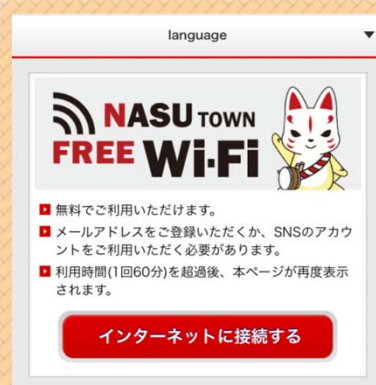 language
NASU TOWN
FREE Wi-Fi
無料でご利用いただけます。
メールアドレスをご登録いただくか、SNSのアカウ
ントをご利用いただく必要があります。
利用時間(1回60分)を超過後、本ページが再度表示
されます。
インターネットに接続する